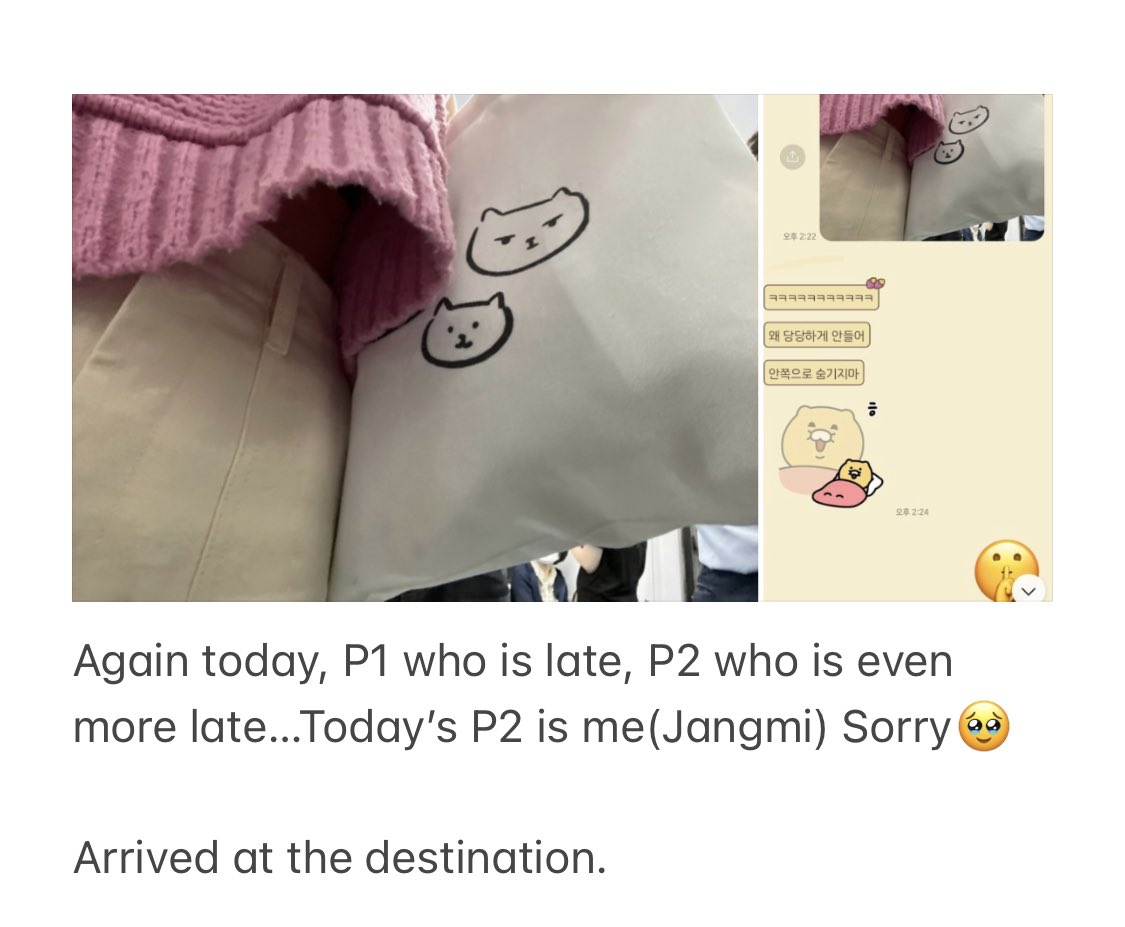 오후 2:22
ㅋㅋㅋㅋㅋㅋㅋㅋㅋㅋㅋ
왜 당당하게 안들어
안쪽으로 숨기지마
오후 2:24
Again today, P1 who is late, P2 who is even
more late...Today’s P2 is me(Jangmi) Sorry🥹
Arrived at the destination.